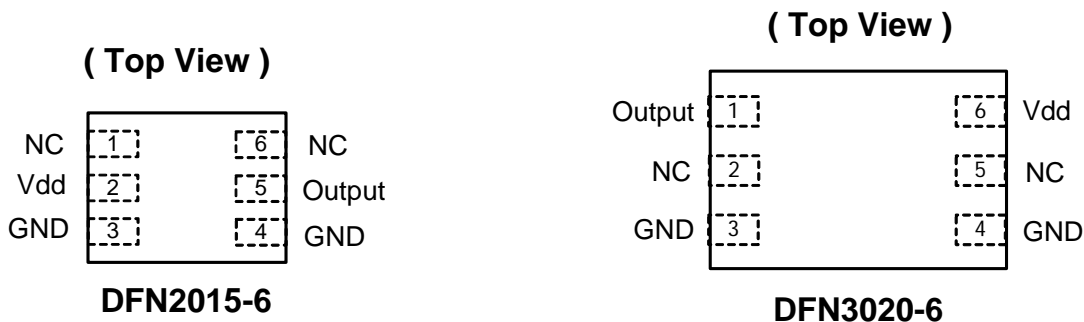 ( Top View )
NC 1 6 NC
Vdd 2 5 Output
GND 3 4 GND
DFN2015-6
( Top View )
Output 1 6 Vdd
NC 2 5 NC
GND 3 4 GND
DFN3020-6